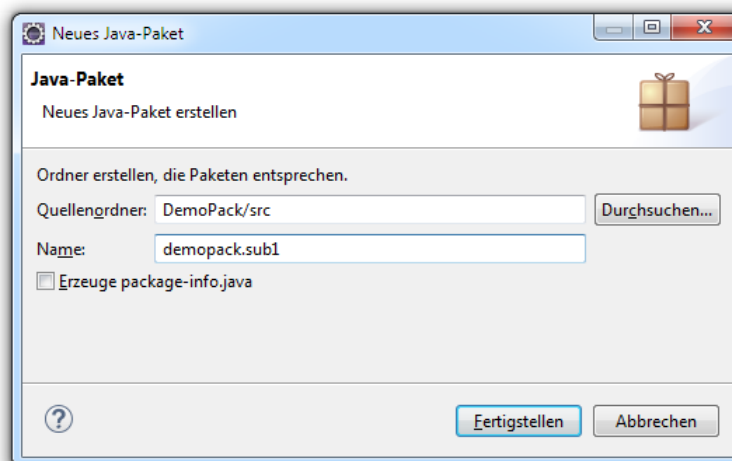 Neues Java-Paket
Java-Paket
Neues Java-Paket erstellen
Ordner erstellen, die Paketen entsprechen.
Quellenordner: DemoPack/src Durchsuchen...
Name: demopack.sub1
Erzeuge package-info.java
? Fertigstellen Abbrechen